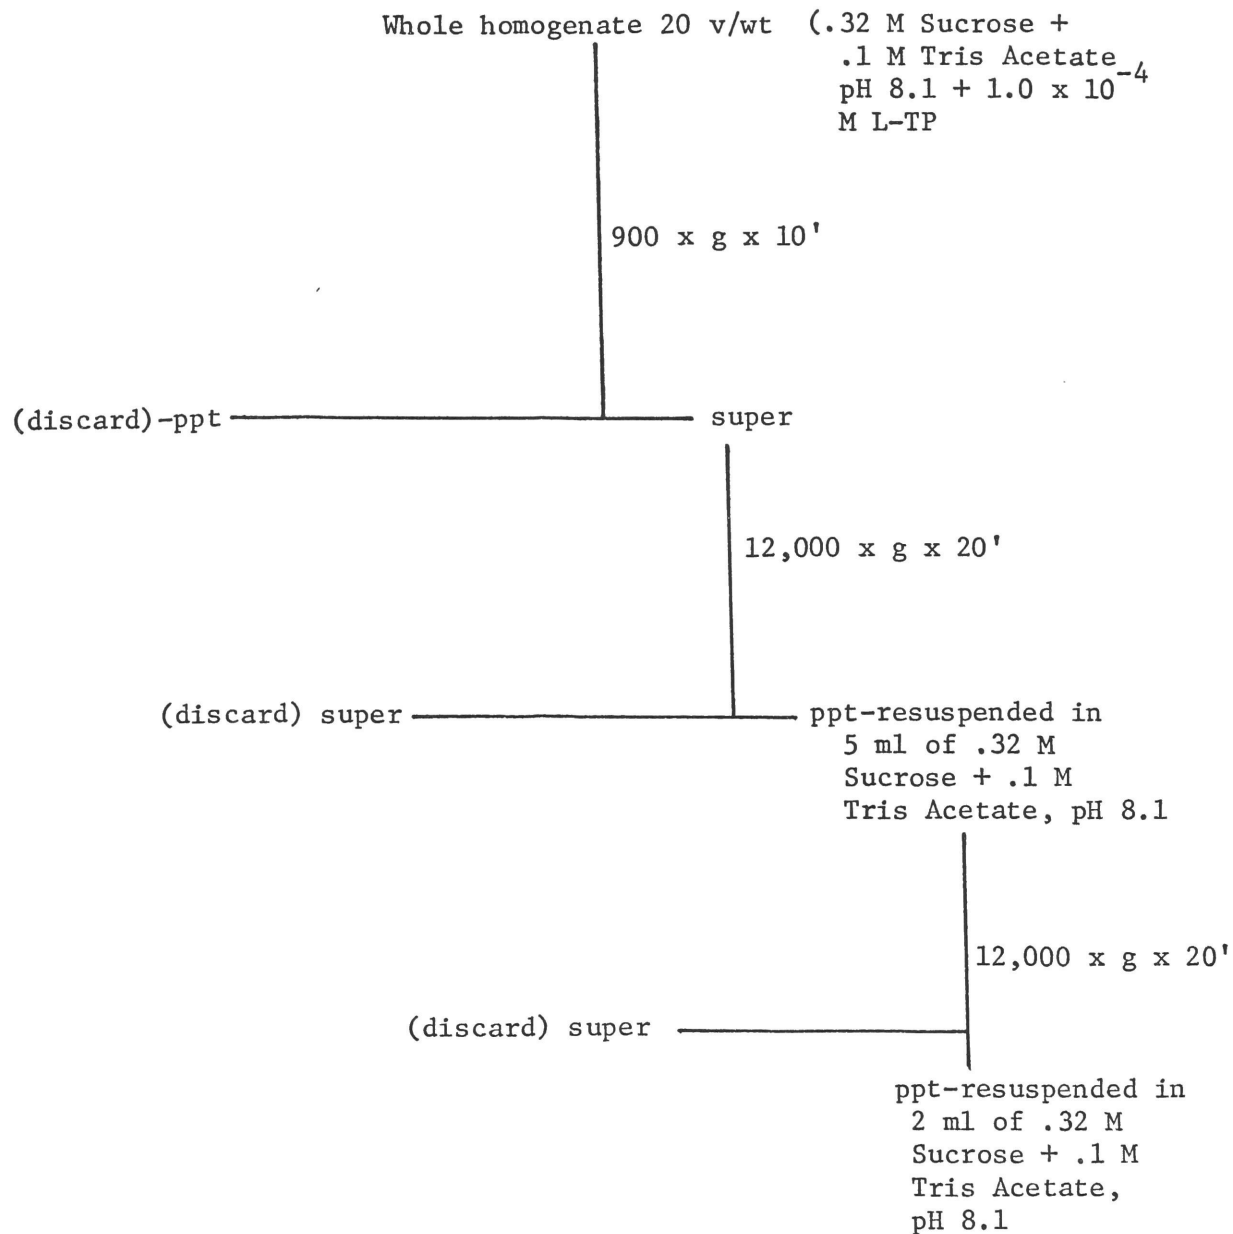 Whole homogenate 20 v/wt (.32 M Sucrose +
.1 M Tris Acetate
pH 8.1 + 1.0 x 10⁻⁴
M L-TP
900 x g x 10'
(discard)-ppt super
12,000 x g x 20'
(discard) super ppt-resuspended in
5 ml of .32 M
Sucrose + .1 M
Tris Acetate, pH 8.1
12,000 x g x 20'
(discard) super
ppt-resuspended in
2 ml of .32 M
Sucrose + .1 M
Tris Acetate,
pH 8.1